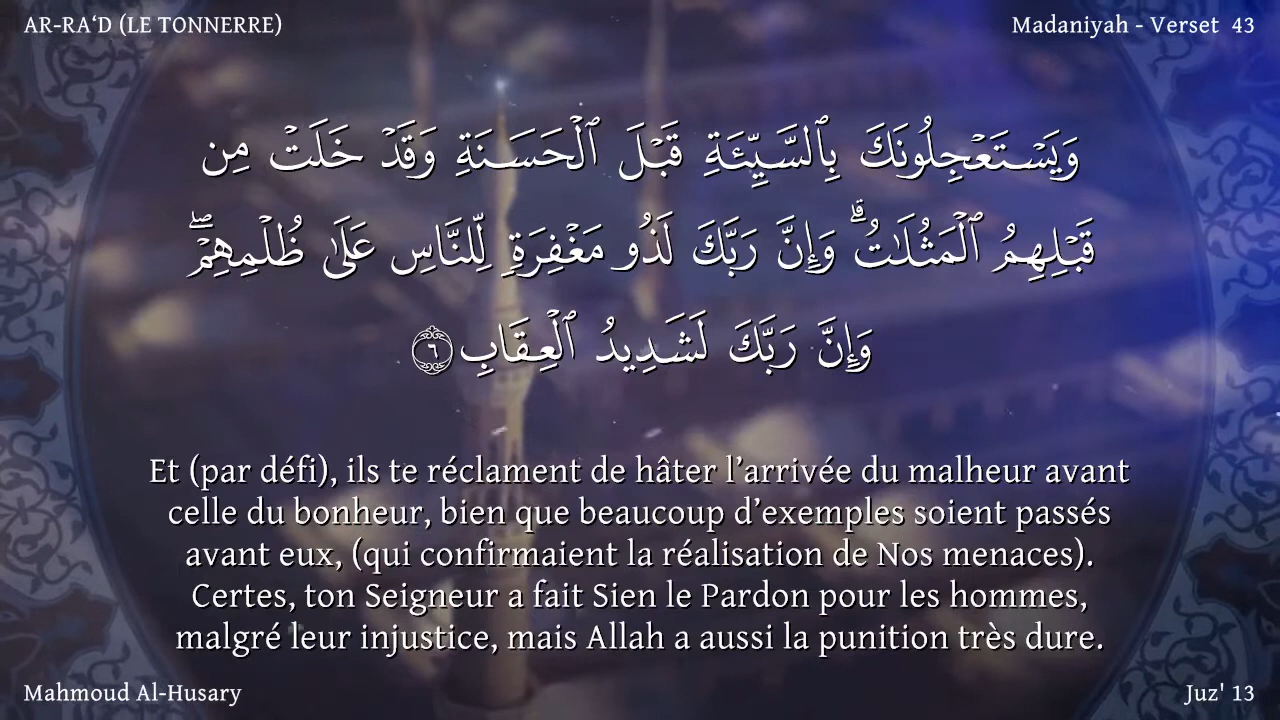 AR-RA‘D (LE TONNERRE)
Madaniyah - Verset 43
وَيَسْتَعْجِلُونَكَ بِٱلسَّيِّئَةِ قَبْلَ ٱلْحَسَنَةِ وَقَدْ خَلَتْ مِن
قَبْلِهِمُ ٱلْمَثُلَـٰتُ ۗ وَإِنَّ رَبَّكَ لَذُو مَغْفِرَةٍ لِّلنَّاسِ عَلَىٰ ظُلْمِهِمْ ۖ
وَإِنَّ رَبَّكَ لَشَدِيدُ ٱلْعِقَابِ ٦
Et (par défi), ils te réclament de hâter l’arrivée du malheur avant
celle du bonheur, bien que beaucoup d’exemples soient passés
avant eux, (qui confirmaient la réalisation de Nos menaces).
Certes, ton Seigneur a fait Sien le Pardon pour les hommes,
malgré leur injustice, mais Allah a aussi la punition très dure.
Mahmoud Al-Husary
Juz' 13